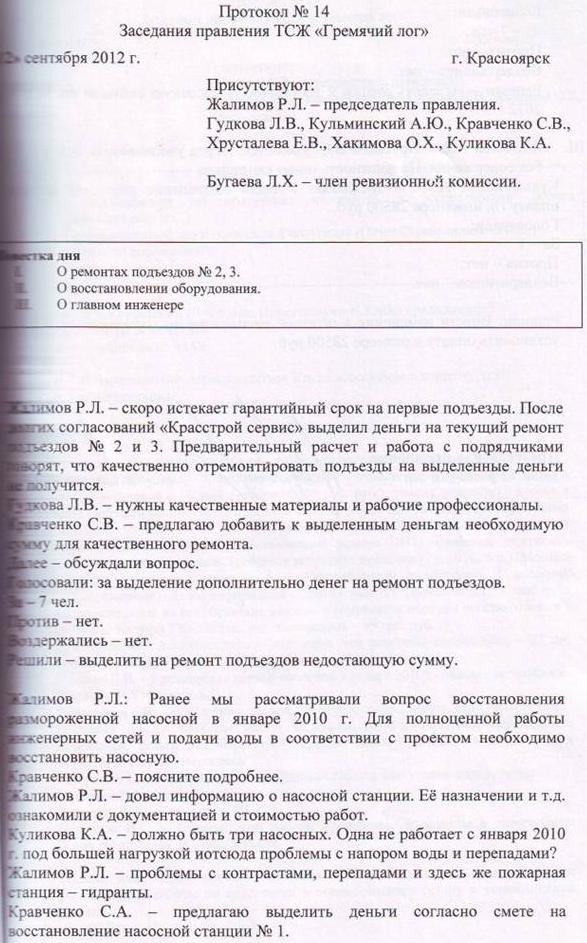 Протокол № 14
Заседания правления ТСЖ «Гремячий лог»
2» сентября 2012 г. г. Красноярск
Присутствуют:
Жалимов Р.Л. – председатель правления.
Гудкова Л.В., Кульминский А.Ю., Кравченко С.В.,
Хрусталева Е.В., Хакимова О.Х., Куликова К.А.
Бугаева Л.Х. – член ревизионной комиссии.
Повестка дня
I. О ремонтах подъездов № 2, 3.
II. О восстановлении оборудования.
III. О главном инженере
Жалимов Р.Л. – скоро истекает гарантийный срок на первые подъезды. После
долгих согласований «Красстрой сервис» выделил деньги на текущий ремонт
подъездов № 2 и 3. Предварительный расчет и работа с подрядчиками
говорят, что качественно отремонтировать подъезды на выделенные деньги
не получится.
Гудкова Л.В. – нужны качественные материалы и рабочие профессионалы.
Кравченко С.В. – предлагаю добавить к выделенным деньгам необходимую
сумму для качественного ремонта.
Далее – обсуждали вопрос.
Голосовали: за выделение дополнительно денег на ремонт подъездов.
За – 7 чел.
Против – нет.
Воздержались – нет.
Решили – выделить на ремонт подъездов недостающую сумму.
Жалимов Р.Л.: Ранее мы рассматривали вопрос восстановления
размороженной насосной в январе 2010 г. Для полноценной работы
инженерных сетей и подачи воды в соответствии с проектом необходимо
восстановить насосную.
Кравченко С.В. – поясните подробнее.
Жалимов Р.Л. – довел информацию о насосной станции. Её назначении и т.д.
ознакомили с документацией и стоимостью работ.
Куликова К.А. – должно быть три насосных. Одна не работает с января 2010
г. под большей нагрузкой иотсюда проблемы с напором воды и перепадами?
Жалимов Р.Л. – проблемы с контрастами, перепадами и здесь же пожарная
станция – гидранты.
Кравченко С.А. – предлагаю выделить деньги согласно смете на
восстановление насосной станции № 1.